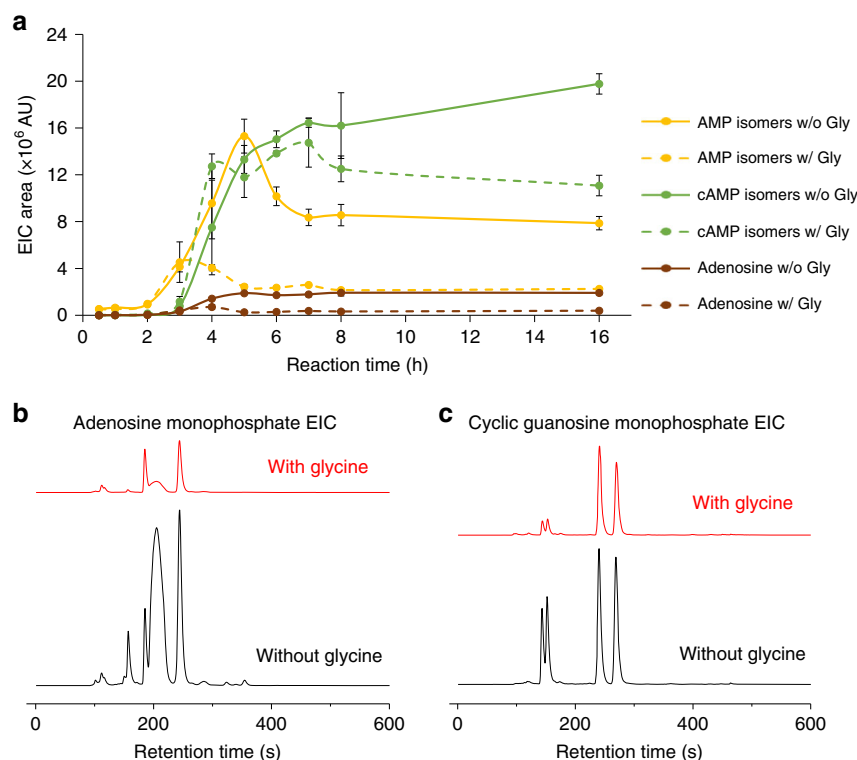 a
24
20
16
12
8
4
0
EIC area (×10⁶ AU)
0 2 4 6 8 10 12 14 16
Reaction time (h)
AMP isomers w/o Gly
AMP isomers w/ Gly
cAMP isomers w/o Gly
cAMP isomers w/ Gly
Adenosine w/o Gly
Adenosine w/ Gly
b
Adenosine monophosphate EIC
With glycine
Without glycine
0 200 400 600
Retention time (s)
c
Cyclic guanosine monophosphate EIC
With glycine
Without glycine
0 200 400 600
Retention time (s)